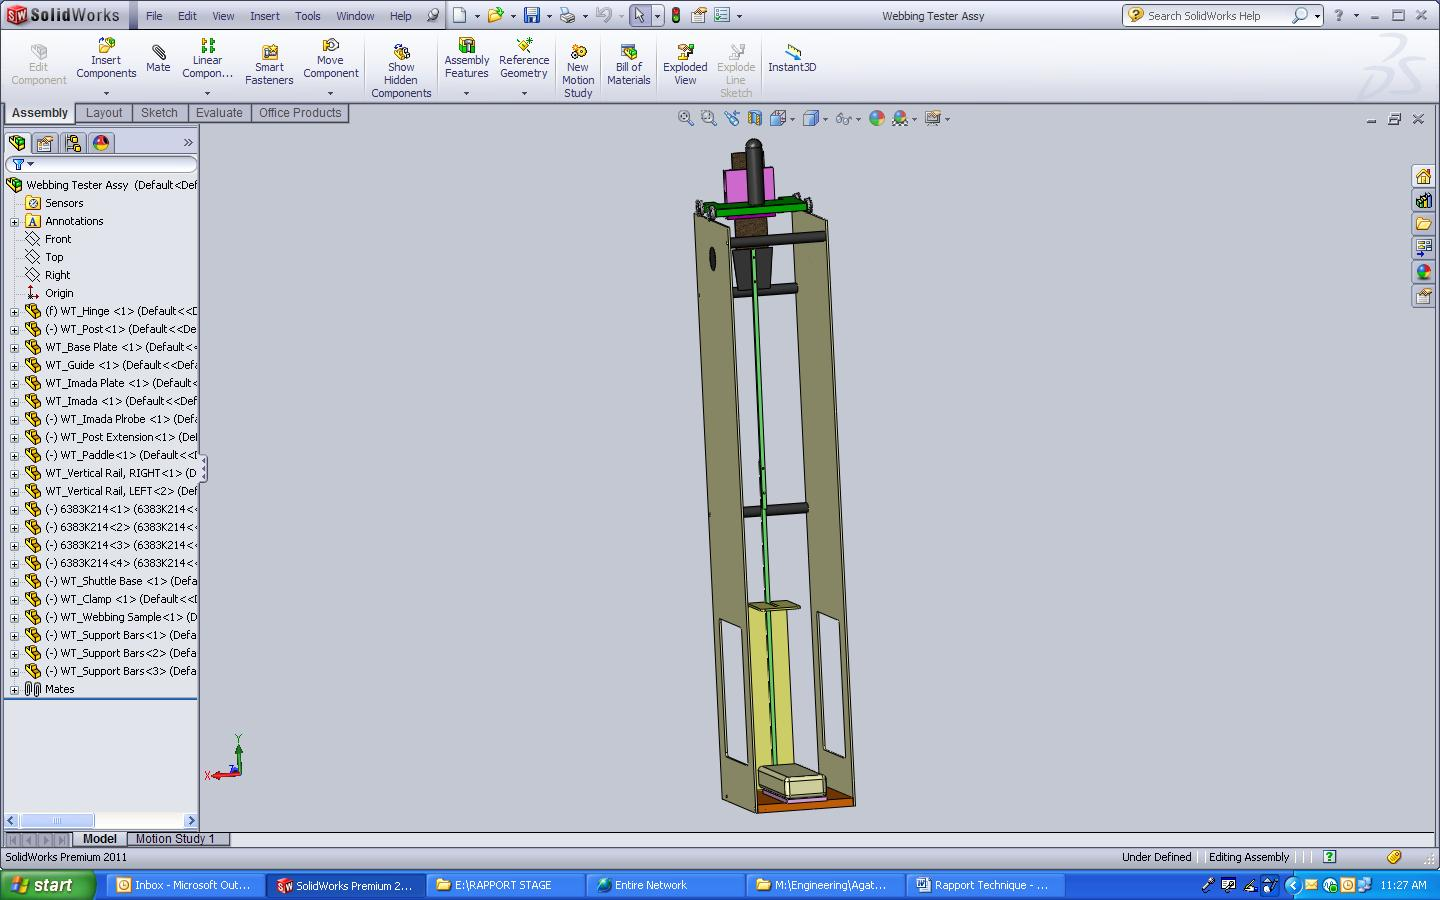 SolidWorks File Edit View Insert Tools Window Help Webbing Tester Assy Search SolidWorks Help
Edit Component
Insert Components
Mate
Linear Compon...
Smart Fasteners
Move Component
Show Hidden Components
Assembly Features
Reference Geometry
New Motion Study
Bill of Materials
Exploded View
Explode Line Sketch
Instant3D
Assembly Layout Sketch Evaluate Office Products
Webbing Tester Assy (Default<Def
Sensors
Annotations
Front
Top
Right
Origin
(f) WT_Hinge <1> (Default<<D
(-) WT_Post<1> (Default<<De
WT_Base Plate <1> (Default<<
WT_Guide <1> (Default<<Defa
WT_Imada Plate <1> (Default<
WT_Imada <1> (Default<<Def
(-) WT_Imada Plrobe <1> (Defa
(-) WT_Post Extension<1> (Def
(-) WT_Paddle<1> (Default<<D
WT_Vertical Rail, RIGHT<1> (D
WT_Vertical Rail, LEFT<2> (Def
(-) 6383K214<1> (6383K214<<
(-) 6383K214<2> (6383K214<<
(-) 6383K214<3> (6383K214<<
(-) 6383K214<4> (6383K214<<
(-) WT_Shuttle Base <1> (Defa
(-) WT_Clamp <1> (Default<<D
(-) WT_Webbing Sample<1> (D
(-) WT_Support Bars<1> (Defa
(-) WT_Support Bars<2> (Defa
(-) WT_Support Bars<3> (Defa
Mates
Y
X Z
Model Motion Study 1
SolidWorks Premium 2011 Under Defined Editing Assembly
start Inbox - Microsoft Out... SolidWorks Premium 2... E:\RAPPORT STAGE Entire Network M:\Engineering\Agat... Rapport Technique - ... 11:27 AM